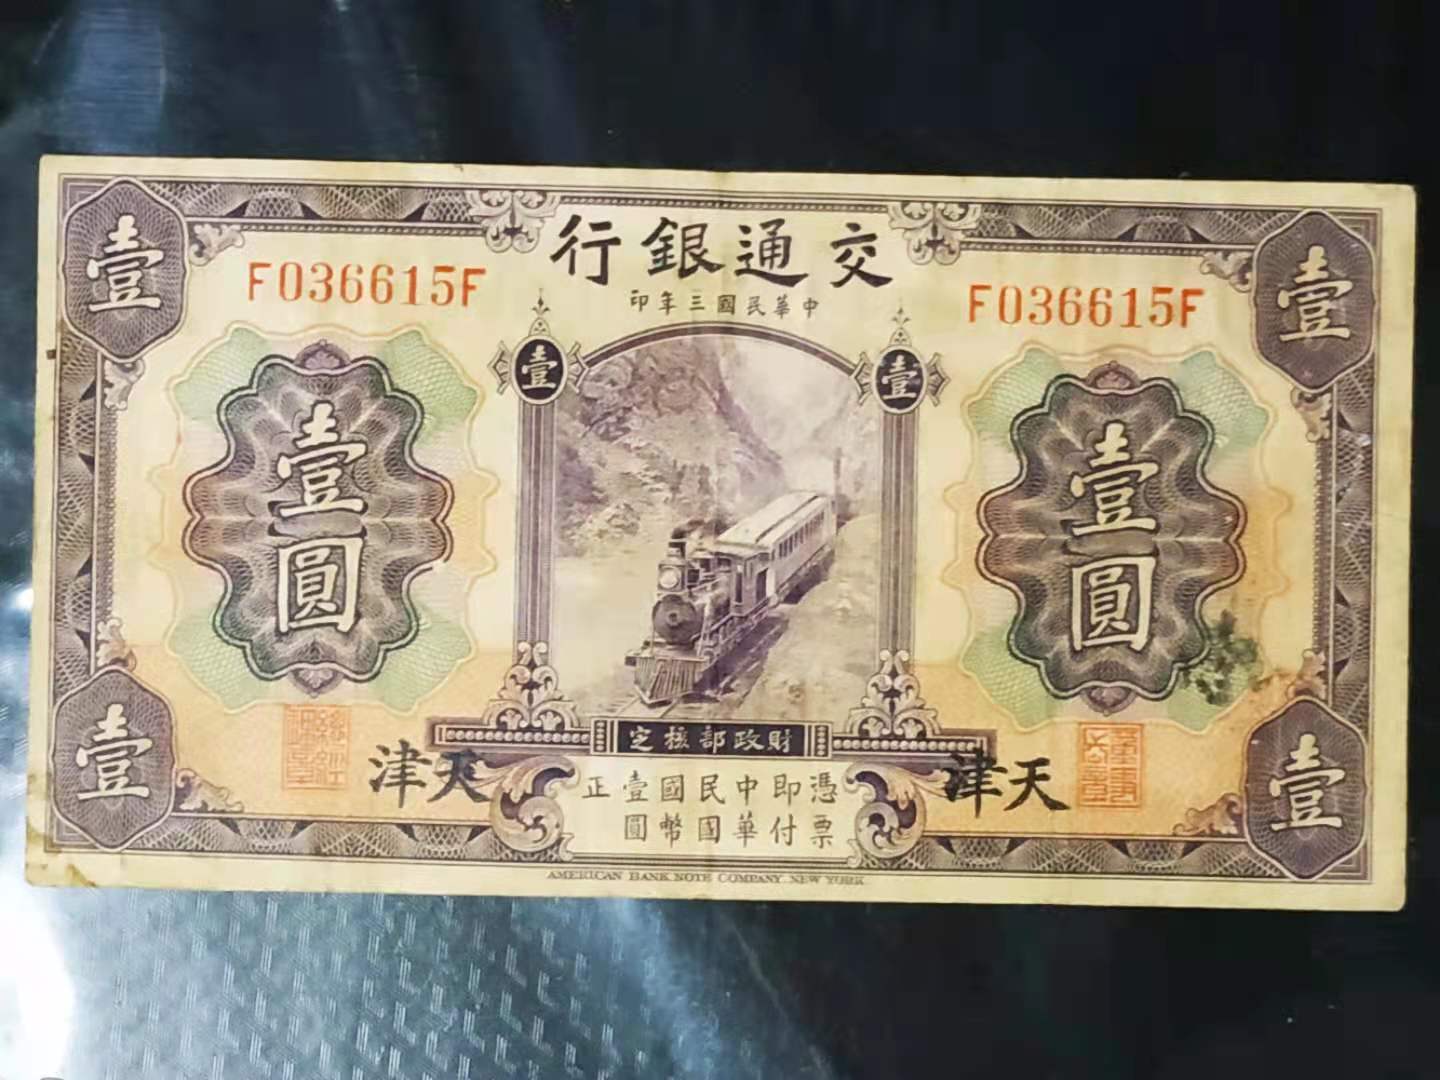 交通銀行
中華民國三年印
F036615F
F036615F
壹
壹
壹
壹
壹圓
壹圓
財政部核定
天津
天津
憑即中民國壹正
票付華國幣圓
壹
壹
AMERICAN BANK NOTE COMPANY, NEW YORK.